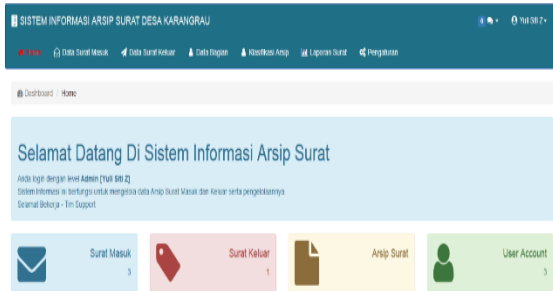 SISTEM INFORMASI ARSIP SURAT DESA KARANGRAU
Yuli Siti Z
Data Surat Masuk Data Surat Keluar Data Bagian Klasifikasi Arsip Laporan Surat Pengaturan
Dashboard / Home
Selamat Datang Di Sistem Informasi Arsip Surat
Anda login dengan level Admin [Yuli Siti Z]
Sistem Informasi ini berfungsi untuk mengelola data Arsip Surat Masuk dan Keluar serta pengelolaannya
Selamat Bekerja - Tim Support
Surat Masuk
3
Surat Keluar
1
Arsip Surat
User Account
3